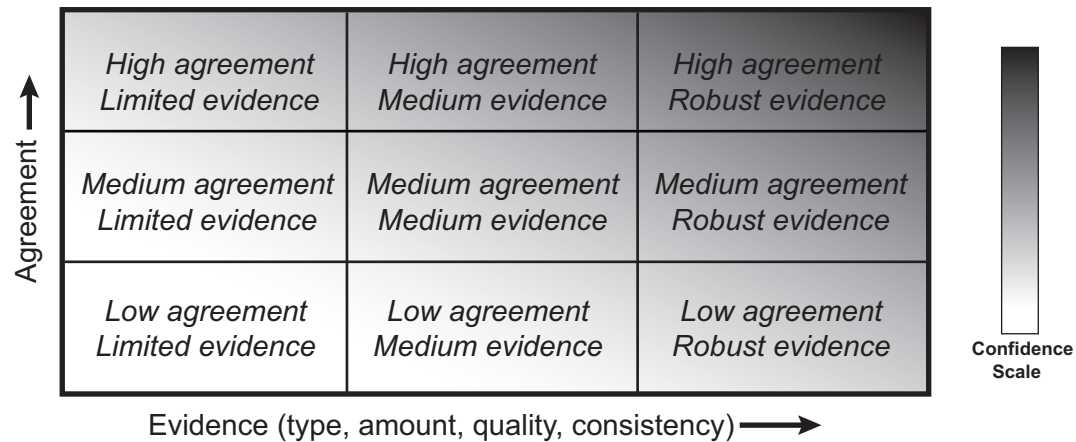 High agreement
Limited evidence
High agreement
Medium evidence
High agreement
Robust evidence
Medium agreement
Limited evidence
Medium agreement
Medium evidence
Medium agreement
Robust evidence
Low agreement
Limited evidence
Low agreement
Medium evidence
Low agreement
Robust evidence
Agreement
Evidence (type, amount, quality, consistency)
Confidence
Scale